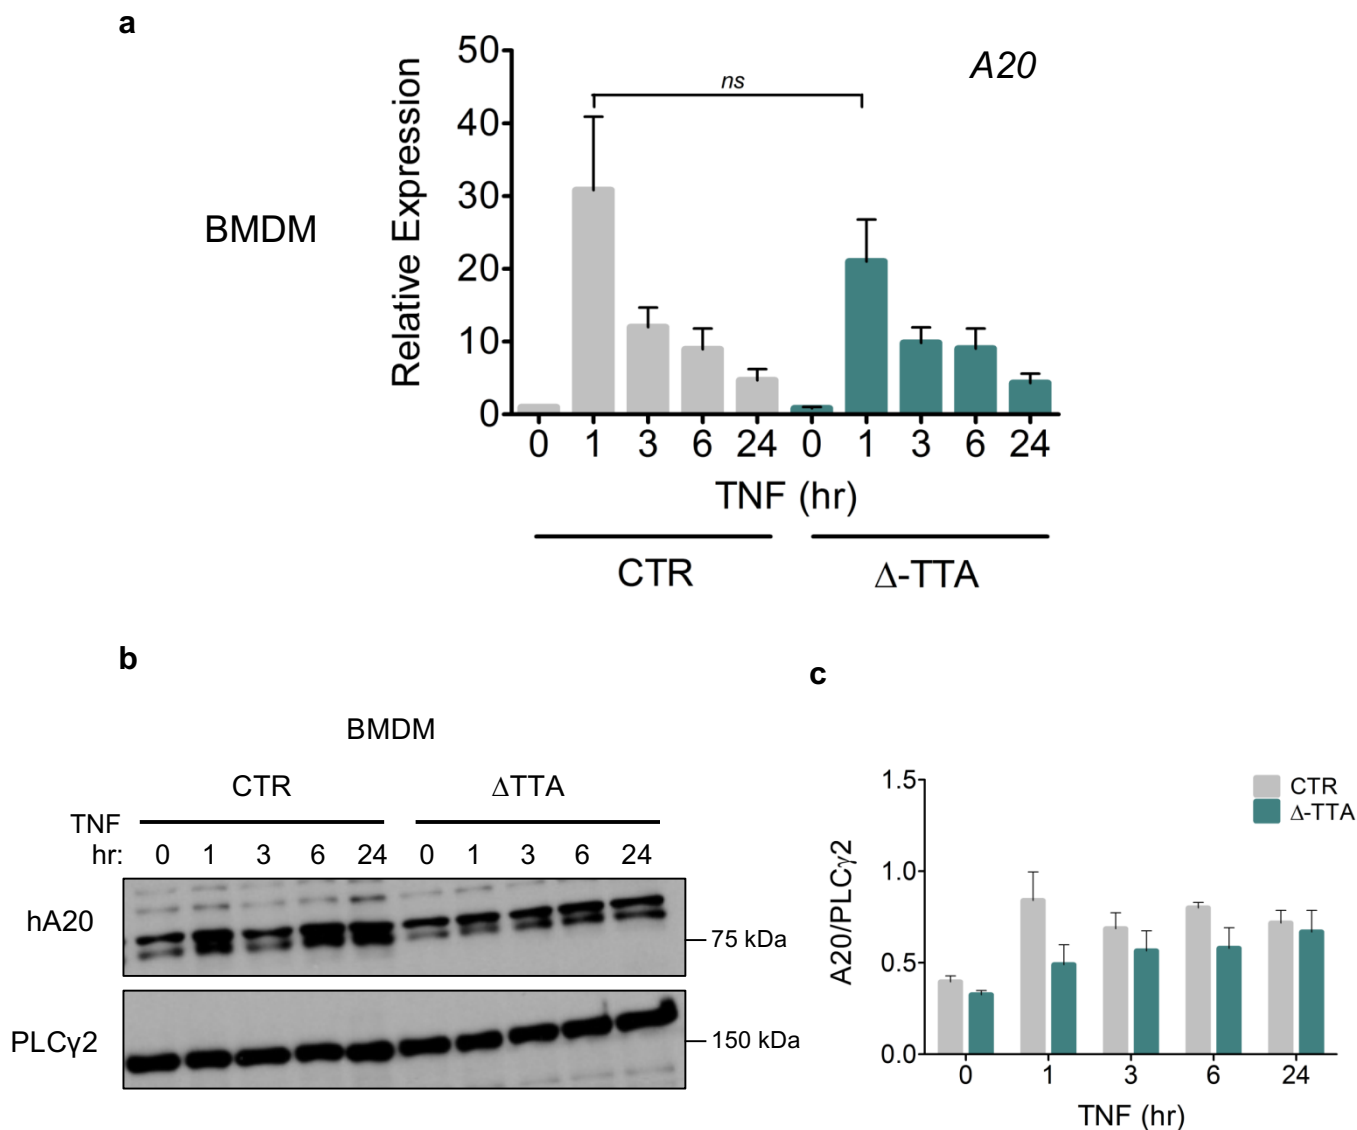 a
50
40
30
20
10
0
Relative Expression
ns
A20
BMDM
0 1 3 6 24 0 1 3 6 24
TNF (hr)
CTR Δ-TTA
b
BMDM
CTR ΔTTA
TNF
hr: 0 1 3 6 24 0 1 3 6 24
hA20
75 kDa
PLCγ2
150 kDa
c
1.5
1.0
0.5
0.0
A20/PLCγ2
CTR
Δ-TTA
0 1 3 6 24
TNF (hr)